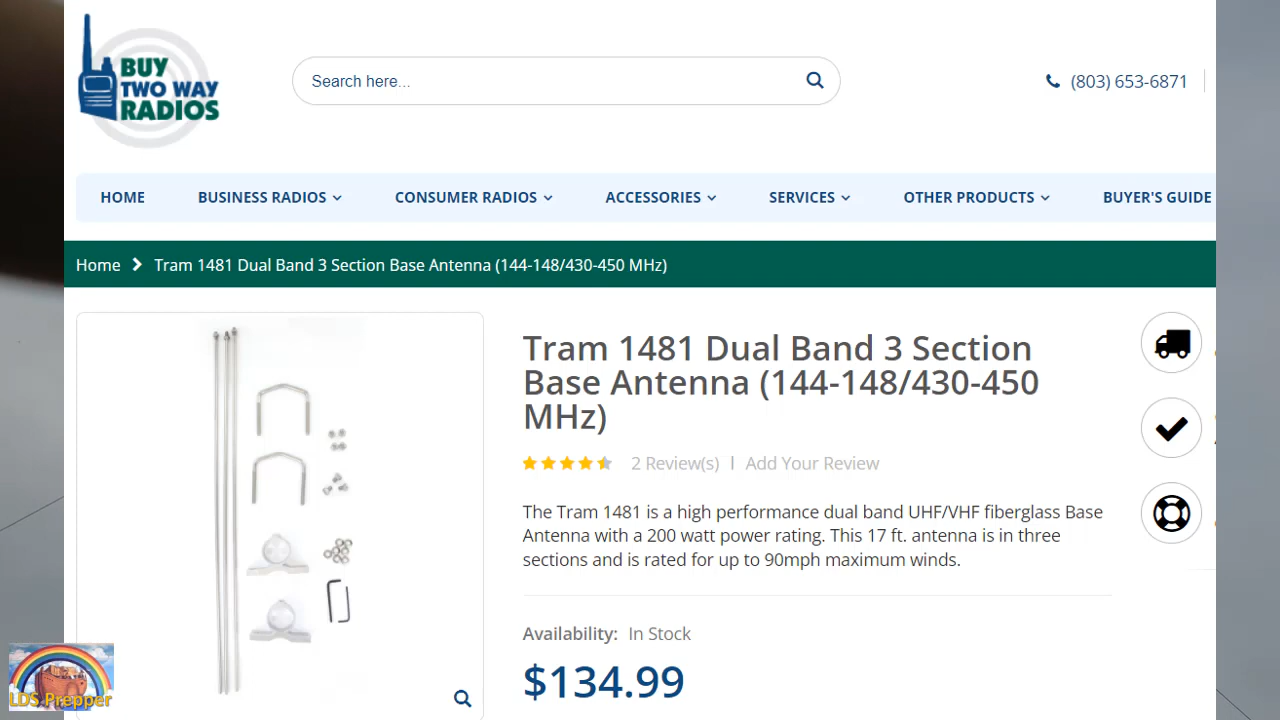 BUY
TWO WAY
RADIOS
Search here...
(803) 653-6871
HOME
BUSINESS RADIOS
CONSUMER RADIOS
ACCESSORIES
SERVICES
OTHER PRODUCTS
BUYER'S GUIDE
Home
Tram 1481 Dual Band 3 Section Base Antenna (144-148/430-450 MHz)
Tram 1481 Dual Band 3 Section
Base Antenna (144-148/430-450
MHz)
2 Review(s) | Add Your Review
The Tram 1481 is a high performance dual band UHF/VHF fiberglass Base
Antenna with a 200 watt power rating. This 17 ft. antenna is in three
sections and is rated for up to 90mph maximum winds.
Availability: In Stock
$134.99
LDS Prepper